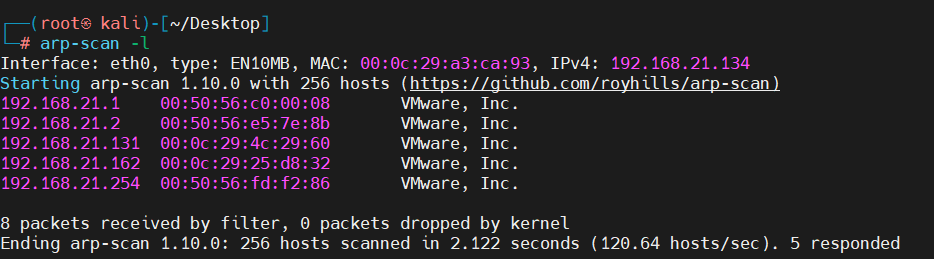 ┌──(root㉿ kali)-[~/Desktop]
└─# arp-scan -l
Interface: eth0, type: EN10MB, MAC: 00:0c:29:a3:ca:93, IPv4: 192.168.21.134
Starting arp-scan 1.10.0 with 256 hosts (https://github.com/royhills/arp-scan)
192.168.21.1    00:50:56:c0:00:08       VMware, Inc.
192.168.21.2    00:50:56:e5:7e:8b       VMware, Inc.
192.168.21.131  00:0c:29:4c:29:60       VMware, Inc.
192.168.21.162  00:0c:29:25:d8:32       VMware, Inc.
192.168.21.254  00:50:56:fd:f2:86       VMware, Inc.
8 packets received by filter, 0 packets dropped by kernel
Ending arp-scan 1.10.0: 256 hosts scanned in 2.122 seconds (120.64 hosts/sec). 5 responded